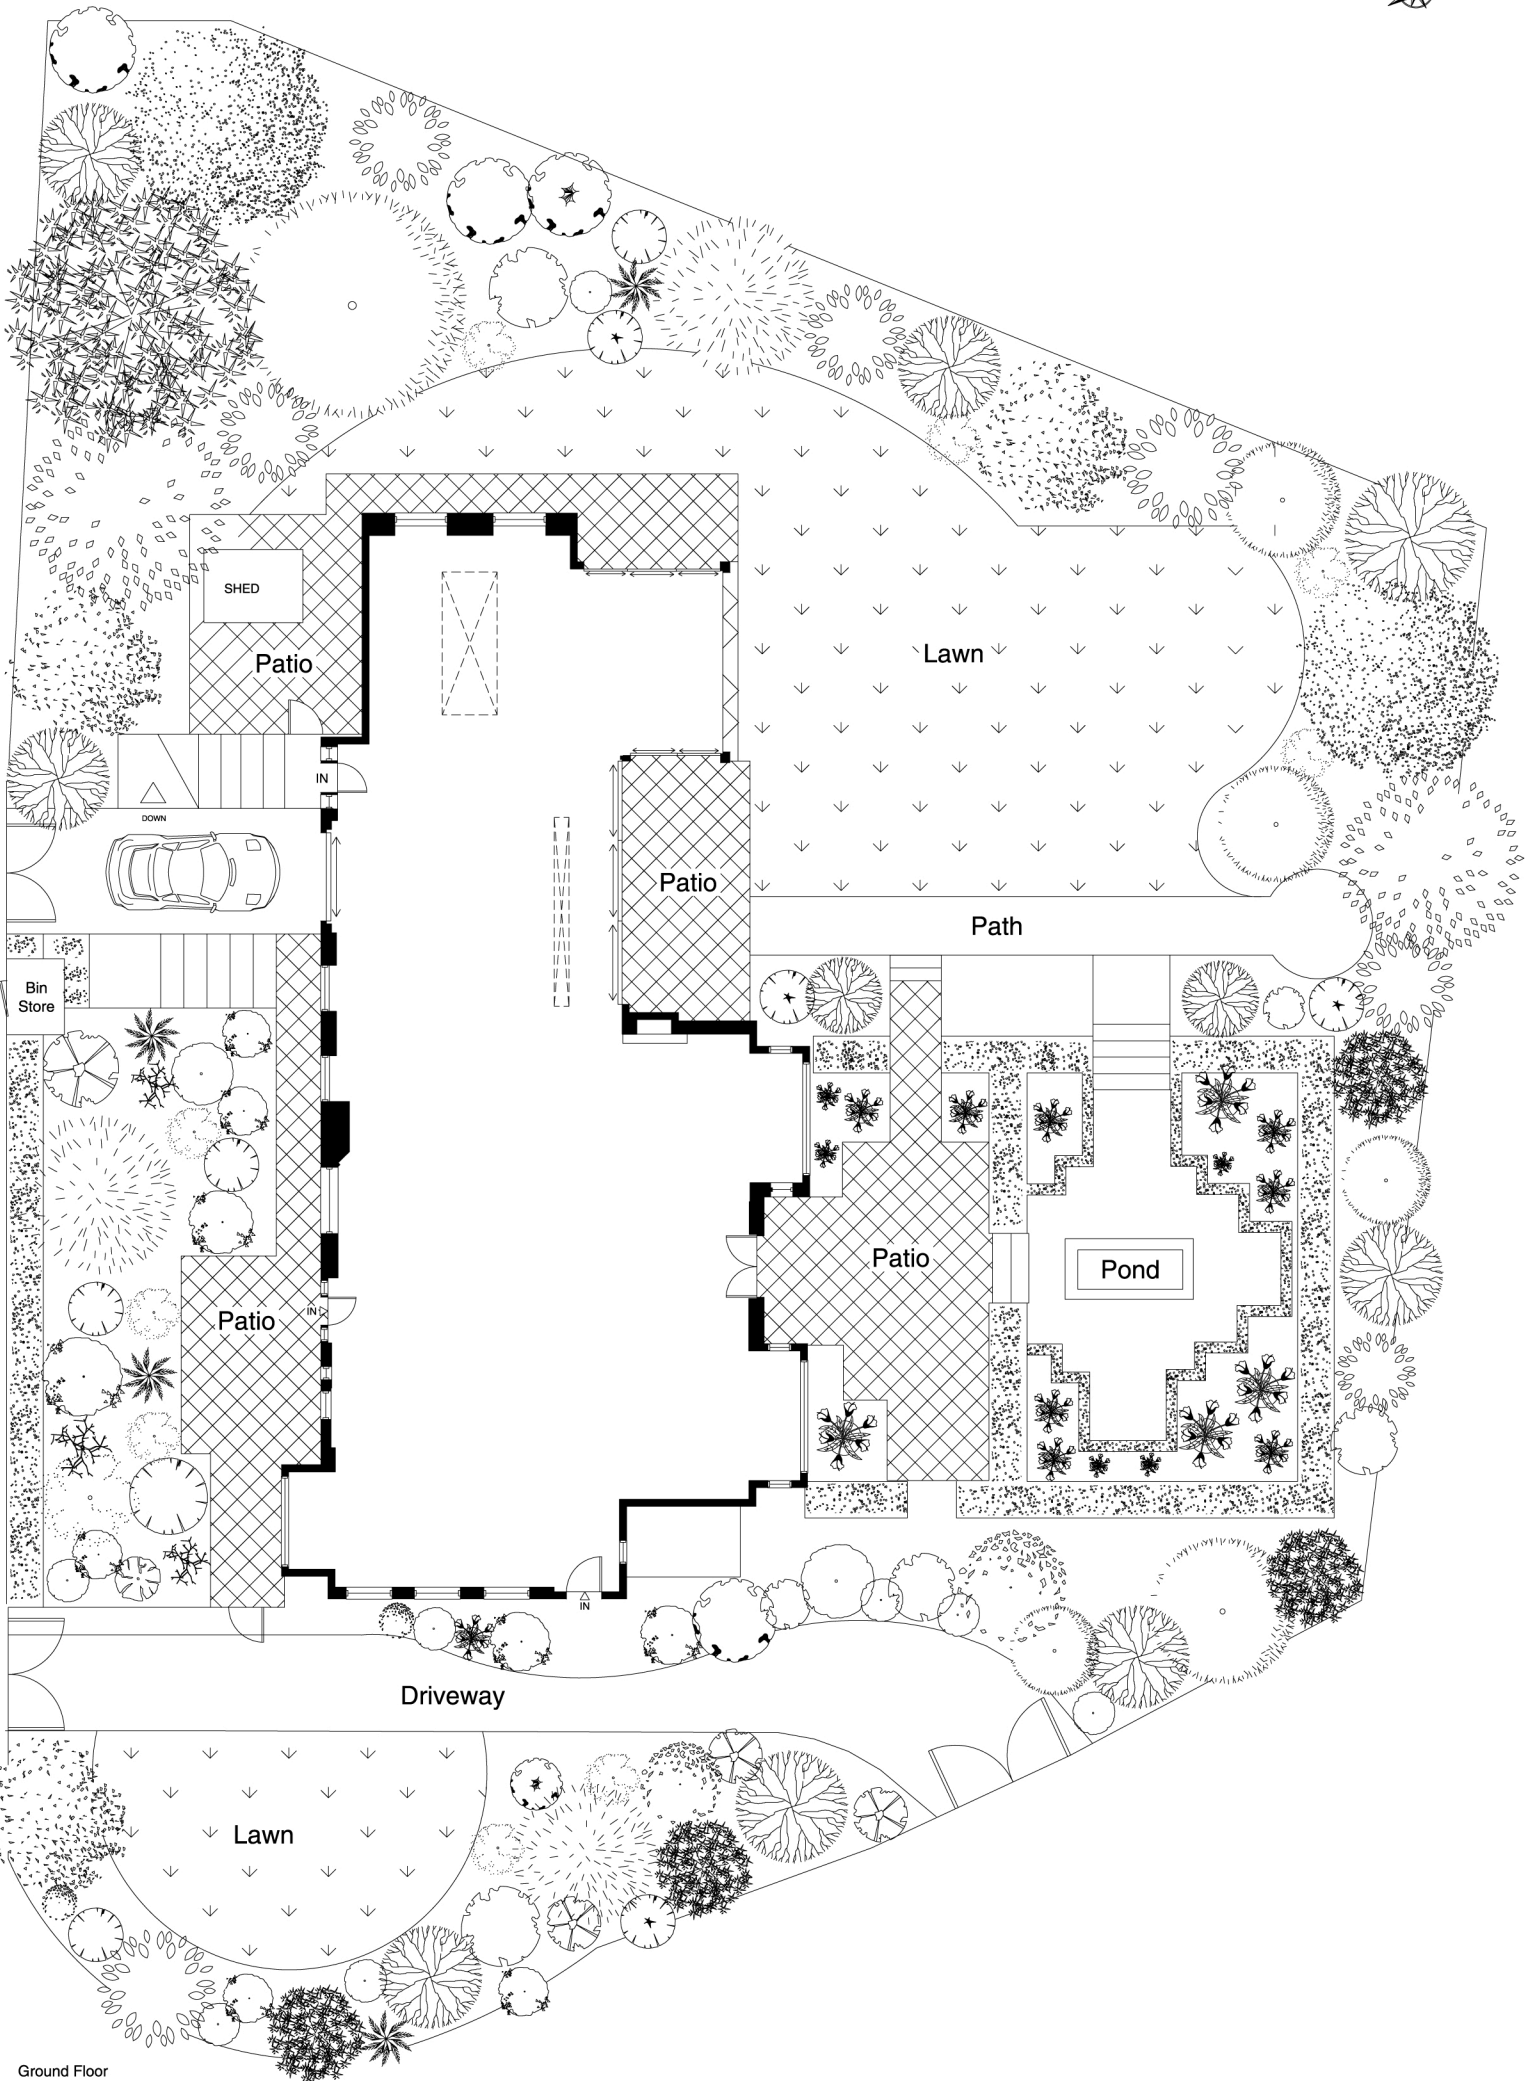 SHED
Patio
Lawn
IN
DOWN
Patio
Path
Bin
Store
Patio
Pond
IN
Patio
IN
Driveway
Lawn
Ground Floor